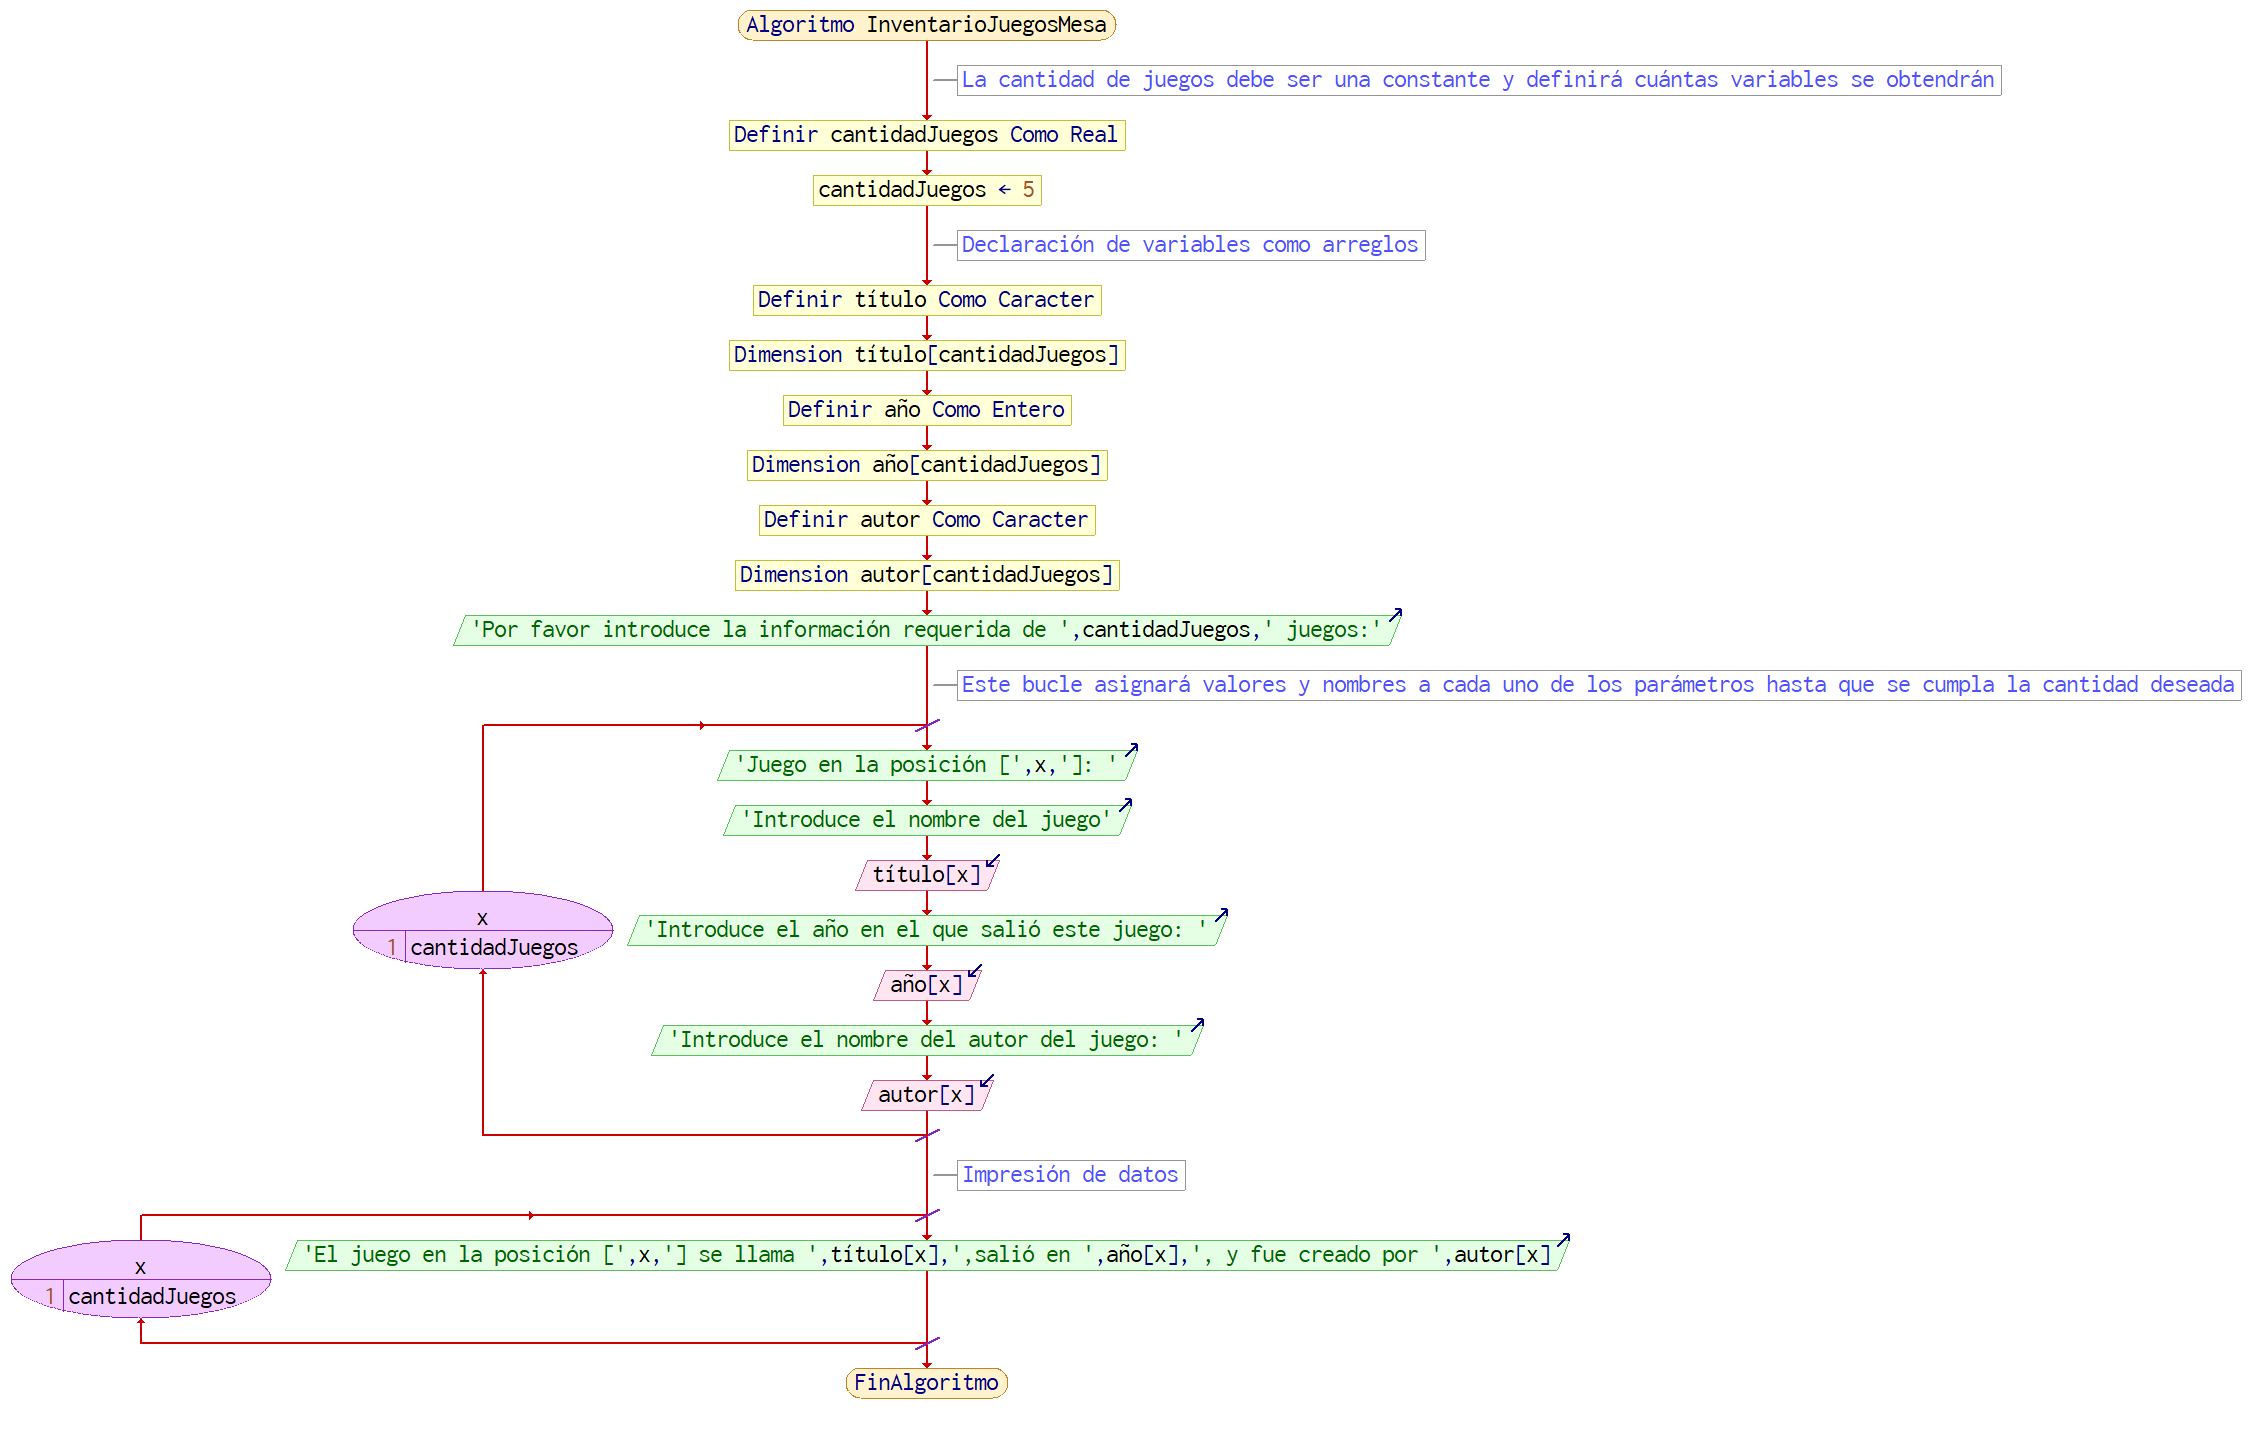 Algoritmo InventarioJuegosMesa
La cantidad de juegos debe ser una constante y definirá cuántas variables se obtendrán
Definir cantidadJuegos Como Real
cantidadJuegos ← 5
Declaración de variables como arreglos
Definir título Como Caracter
Dimension título[cantidadJuegos]
Definir año Como Entero
Dimension año[cantidadJuegos]
Definir autor Como Caracter
Dimension autor[cantidadJuegos]
'Por favor introduce la información requerida de ',cantidadJuegos,' juegos:'
Este bucle asignará valores y nombres a cada uno de los parámetros hasta que se cumpla la cantidad deseada
'Juego en la posición [',x,']: '
'Introduce el nombre del juego'
título[x]
x
1 cantidadJuegos
'Introduce el año en el que salió este juego: '
año[x]
'Introduce el nombre del autor del juego: '
autor[x]
Impresión de datos
'El juego en la posición [',x,'] se llama ',título[x],',salió en ',año[x],', y fue creado por ',autor[x]
x
1 cantidadJuegos
FinAlgoritmo